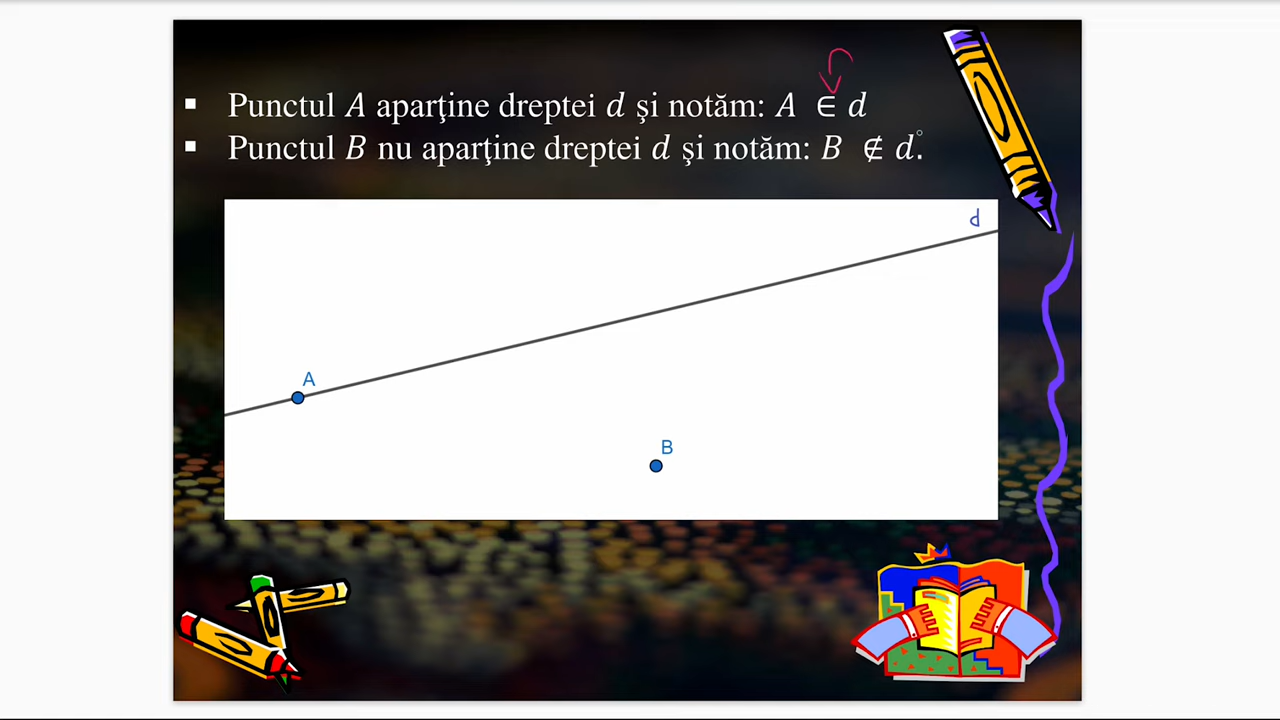 ▪ Punctul A aparţine dreptei d şi notăm: A ∈ d
▪ Punctul B nu aparţine dreptei d şi notăm: B ∉ d.
d
A
B